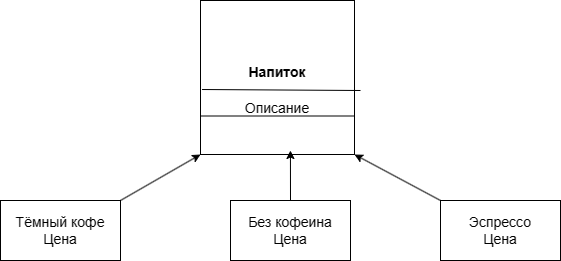 Напиток
Описание
Тёмный кофе
Цена
Без кофеина
Цена
Эспрессо
Цена